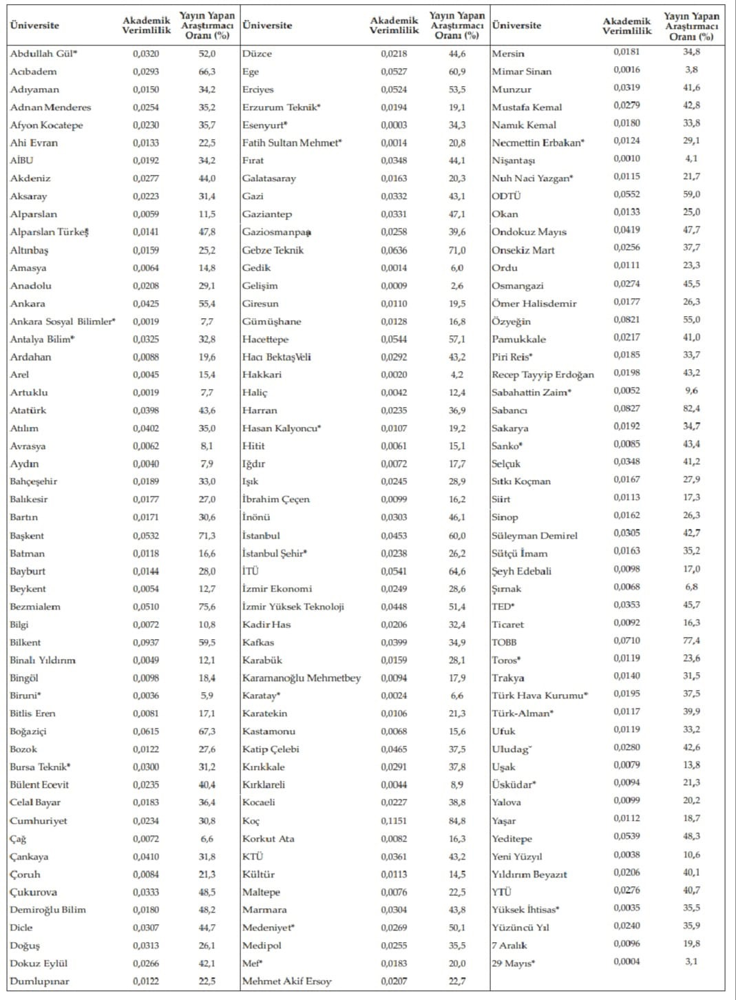 Üniversite Akademik Verimlilik Yayın Yapan Araştırmacı Oranı (%) Üniversite Akademik Verimlilik Yayın Yapan Araştırmacı Oranı (%) Üniversite Akademik Verimlilik Yayın Yapan Araştırmacı Oranı (%)
Abdullah Gül* 0,0320 52,0 Düzce 0,0218 44,6 Mersin 0,0181 34,8
Acıbadem 0,0293 66,3 Ege 0,0527 60,9 Mimar Sinan 0,0016 3,8
Adıyaman 0,0150 34,2 Erciyes 0,0524 53,5 Munzur 0,0319 41,6
Adnan Menderes 0,0254 35,2 Erzurum Teknik* 0,0194 19,1 Mustafa Kemal 0,0279 42,8
Afyon Kocatepe 0,0230 35,7 Esenyurt* 0,0003 34,3 Namık Kemal 0,0180 33,8
Ahi Evran 0,0133 22,5 Fatih Sultan Mehmet* 0,0014 20,8 Necmettin Erbakan* 0,0124 29,1
AİBU 0,0192 34,2 Fırat 0,0348 44,1 Nişantaşı 0,0010 4,1
Akdeniz 0,0277 44,0 Galatasaray 0,0163 20,3 Nuh Naci Yazgan* 0,0115 21,7
Aksaray 0,0223 31,4 Gazi 0,0332 43,1 ODTÜ 0,0552 59,0
Alparslan 0,0059 11,5 Gaziantep 0,0331 47,1 Okan 0,0133 25,0
Alparslan Türkeş 0,0141 47,8 Gaziosmanpaşa 0,0258 39,6 Ondokuz Mayıs 0,0419 47,7
Altınbaş 0,0159 25,2 Gebze Teknik 0,0636 71,0 Onsekiz Mart 0,0256 37,7
Amasya 0,0064 14,8 Gedik 0,0014 6,0 Ordu 0,0111 23,3
Anadolu 0,0208 29,1 Gelişim 0,0009 2,6 Osmangazi 0,0274 45,5
Ankara 0,0425 55,4 Giresun 0,0110 19,5 Ömer Halisdemir 0,0177 26,3
Ankara Sosyal Bilimler* 0,0019 7,7 Gümüşhane 0,0128 16,8 Özyeğin 0,0821 55,0
Antalya Bilim* 0,0325 32,8 Hacettepe 0,0544 57,1 Pamukkale 0,0217 41,0
Ardahan 0,0088 19,6 Hacı Bektaş Veli 0,0292 43,2 Piri Reis* 0,0185 33,7
Arel 0,0045 15,4 Hakkari 0,0020 4,2 Recep Tayyip Erdoğan 0,0198 43,2
Artuklu 0,0019 7,7 Haliç 0,0042 12,4 Sabahattin Zaim* 0,0052 9,6
Atatürk 0,0398 43,6 Harran 0,0235 36,9 Sabancı 0,0827 82,4
Atılım 0,0402 35,0 Hasan Kalyoncu* 0,0107 19,2 Sakarya 0,0192 34,7
Avrasya 0,0062 8,1 Hitit 0,0061 15,1 Sanko* 0,0085 43,4
Aydın 0,0040 7,9 Iğdır 0,0072 17,7 Selçuk 0,0348 41,2
Bahçeşehir 0,0189 33,0 Işık 0,0245 28,9 Sıtkı Koçman 0,0167 27,9
Balıkesir 0,0177 27,0 İbrahim Çeçen 0,0099 16,2 Siirt 0,0113 17,3
Bartın 0,0171 30,6 İnönü 0,0303 46,1 Sinop 0,0162 26,3
Başkent 0,0532 71,3 İstanbul 0,0453 60,0 Süleyman Demirel 0,0305 42,7
Batman 0,0118 16,6 İstanbul Şehir* 0,0238 26,2 Sütçü İmam 0,0163 35,2
Bayburt 0,0144 28,0 İTÜ 0,0541 64,6 Şeyh Edebali 0,0098 17,0
Beykent 0,0054 12,7 İzmir Ekonomi 0,0249 28,6 Şırnak 0,0068 6,8
Bezmialem 0,0510 75,6 İzmir Yüksek Teknoloji 0,0448 51,4 TED* 0,0353 45,7
Bilgi 0,0072 10,8 Kadir Has 0,0206 32,4 Ticaret 0,0092 16,3
Bilkent 0,0937 59,5 Kafkas 0,0399 34,9 TOBB 0,0710 77,4
Binalı Yıldırım 0,0049 12,1 Karabük 0,0159 28,1 Toros* 0,0119 23,6
Bingöl 0,0098 18,4 Karamanoğlu Mehmetbey 0,0094 17,9 Trakya 0,0140 31,5
Biruni* 0,0036 5,9 Karatay* 0,0024 6,6 Türk Hava Kurumu* 0,0195 37,5
Bitlis Eren 0,0081 17,1 Karatekin 0,0106 21,3 Türk-Alman* 0,0117 39,9
Boğaziçi 0,0615 67,3 Kastamonu 0,0068 15,6 Ufuk 0,0119 33,2
Bozok 0,0122 27,6 Katip Çelebi 0,0465 37,5 Uludag˘ 0,0280 42,6
Bursa Teknik* 0,0300 31,2 Kırıkkale 0,0291 37,8 Uşak 0,0079 13,8
Bülent Ecevit 0,0235 40,4 Kırklareli 0,0044 8,9 Üsküdar* 0,0094 21,3
Celal Bayar 0,0183 36,4 Kocaeli 0,0227 38,8 Yalova 0,0099 20,2
Cumhuriyet 0,0234 30,8 Koç 0,1151 84,8 Yaşar 0,0112 18,7
Çağ 0,0072 6,6 Korkut Ata 0,0082 16,3 Yeditepe 0,0539 48,3
Çankaya 0,0410 31,8 KTÜ 0,0361 43,2 Yeni Yüzyıl 0,0038 10,6
Çoruh 0,0084 21,3 Kültür 0,0113 14,5 Yıldırım Beyazıt 0,0206 40,1
Çukurova 0,0333 48,5 Maltepe 0,0076 22,5 YTÜ 0,0276 40,7
Demiroğlu Bilim 0,0180 48,2 Marmara 0,0304 43,8 Yüksek İhtisas* 0,0035 35,5
Dicle 0,0307 44,7 Medeniyet* 0,0269 50,1 Yüzüncü Yıl 0,0240 35,9
Doğuş 0,0313 26,1 Medipol 0,0255 35,5 7 Aralık 0,0096 19,8
Dokuz Eylül 0,0266 42,1 Mef* 0,0183 20,0 29 Mayıs* 0,0004 3,1
Dumlupınar 0,0122 22,5 Mehmet Akif Ersoy 0,0207 22,7